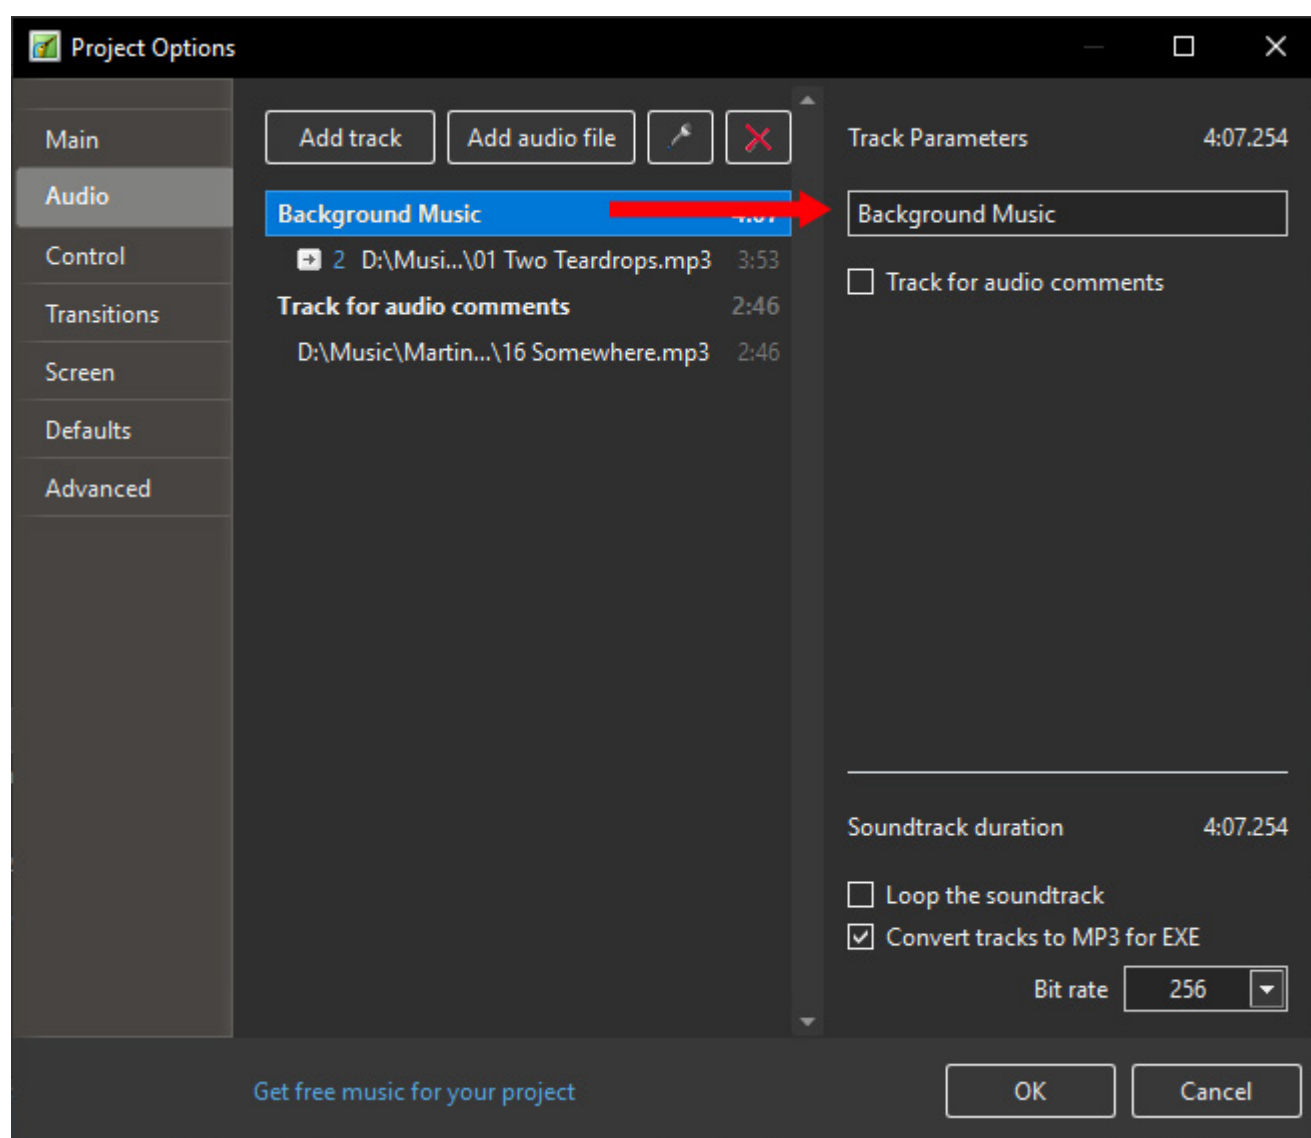 Project Options
Main
Audio
Control
Transitions
Screen
Defaults
Advanced
Add track
Add audio file
Background Music
2 D:\Musi...\01 Two Teardrops.mp3 3:53
Track for audio comments 2:46
D:\Music\Martin...\16 Somewhere.mp3 2:46
Track Parameters 4:07.254
Background Music
Track for audio comments
Soundtrack duration 4:07.254
Loop the soundtrack
Convert tracks to MP3 for EXE
Bit rate 256
Get free music for your project
OK
Cancel